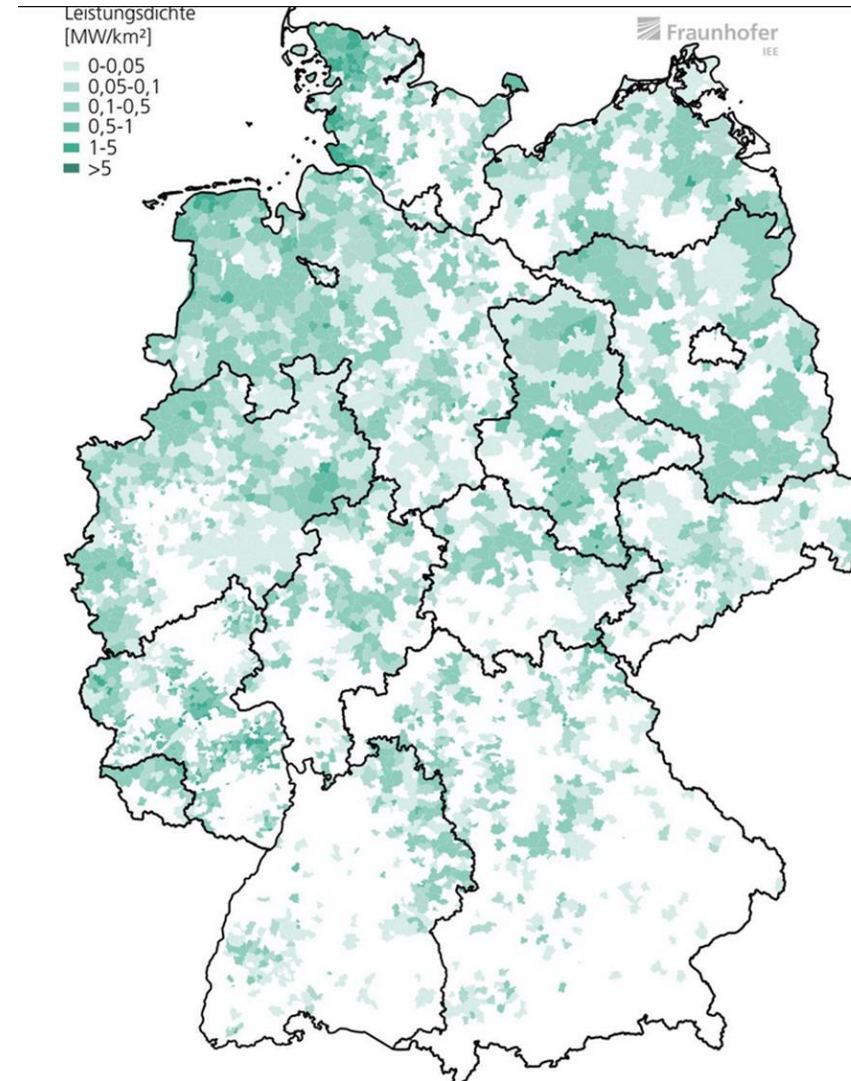 Leistungsdichte
[MW/km²]
0-0,05
0,05-0,1
0,1-0,5
0,5-1
1-5
>5
Fraunhofer
IEE